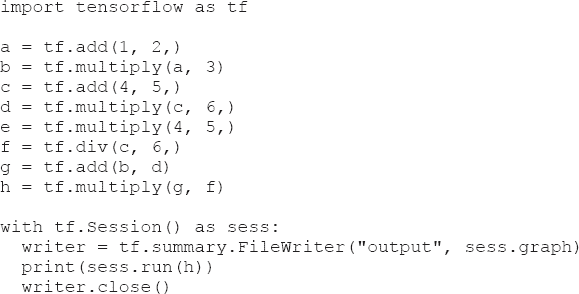 import tensorflow as tf
a = tf.add(1, 2,)
b = tf.multiply(a, 3)
c = tf.add(4, 5,)
d = tf.multiply(c, 6,)
e = tf.multiply(4, 5,)
f = tf.div(c, 6,)
g = tf.add(b, d)
h = tf.multiply(g, f)
with tf.Session() as sess:
  writer = tf.summary.FileWriter("output", sess.graph)
  print(sess.run(h))
  writer.close()